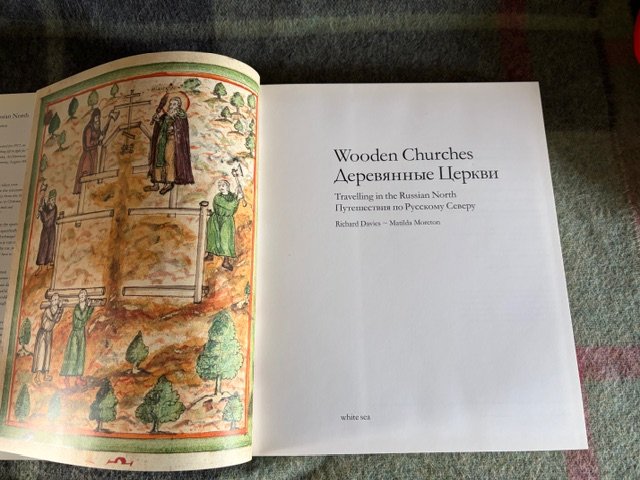 Wooden Churches
Деревянные Церкви
Travelling in the Russian North
Путешествия по Русскому Северу
Richard Davies – Matilda Moreton
white sea